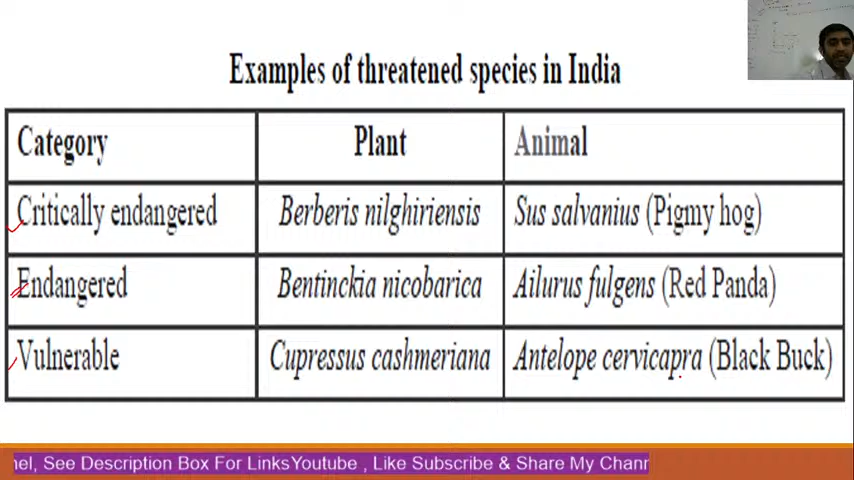 Examples of threatened species in India
Category Plant Animal
Critically endangered Berberis nilghiriensis Sus salvanius (Pigmy hog)
Endangered Bentinckia nicobarica Ailurus fulgens (Red Panda)
Vulnerable Cupressus cashmeriana Antelope cervicapra (Black Buck)
nel, See Description Box For LinksYoutube , Like Subscribe & Share My Chanr